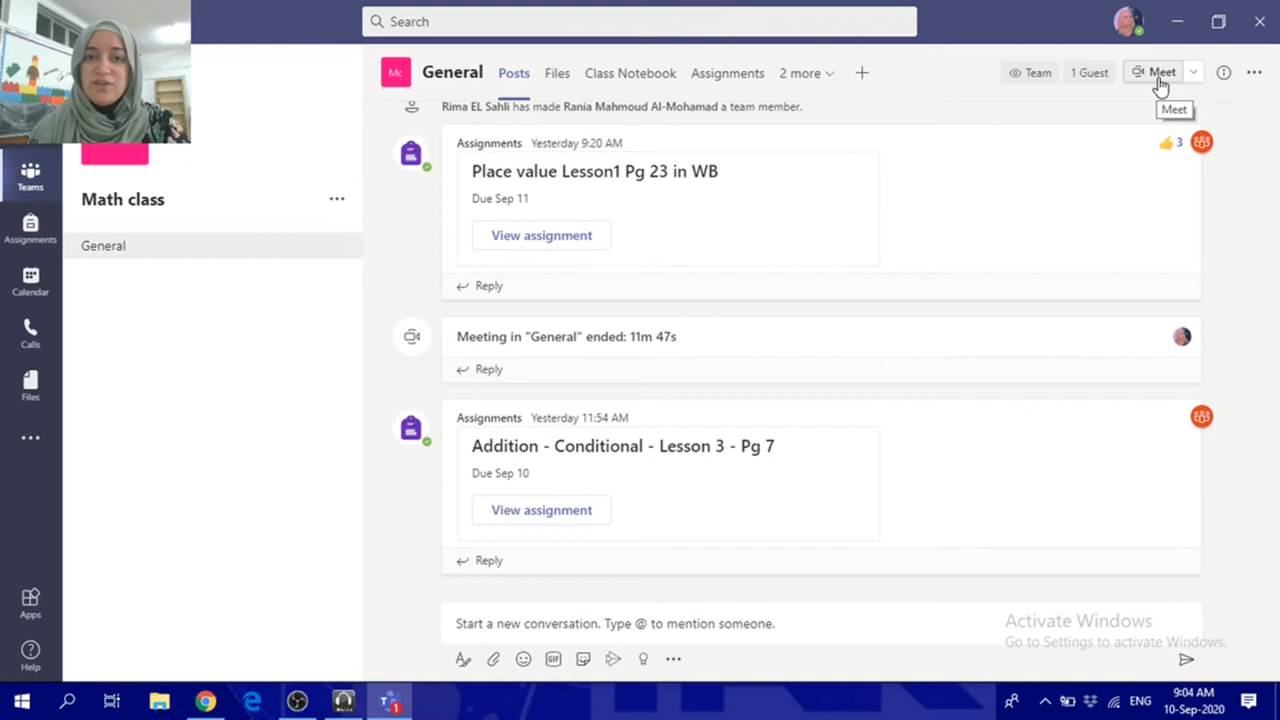 Search
Mc
General
Posts
Files
Class Notebook
Assignments
2 more
Team
1 Guest
Meet
Meet
Rima EL Sahli has made Rania Mahmoud Al-Mohamad a team member.
Teams
Assignments
Calendar
Calls
Files
Apps
Help
Math class
General
Assignments Yesterday 9:20 AM
3
Place value Lesson1 Pg 23 in WB
Due Sep 11
View assignment
Reply
Meeting in "General" ended: 11m 47s
Reply
Assignments Yesterday 11:54 AM
Addition - Conditional - Lesson 3 - Pg 7
Due Sep 10
View assignment
Reply
Start a new conversation. Type @ to mention someone.
GIF
Activate Windows
Go to Settings to activate Windows.
1
ENG
9:04 AM
10-Sep-2020